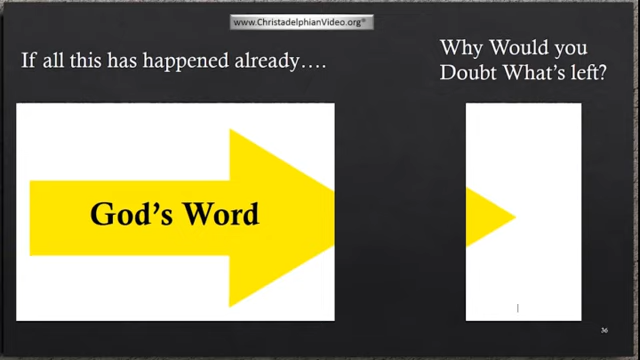 www.ChristadelphianVideo.org®
If all this has happened already....
Why Would you
Doubt What's left?
God's Word
36